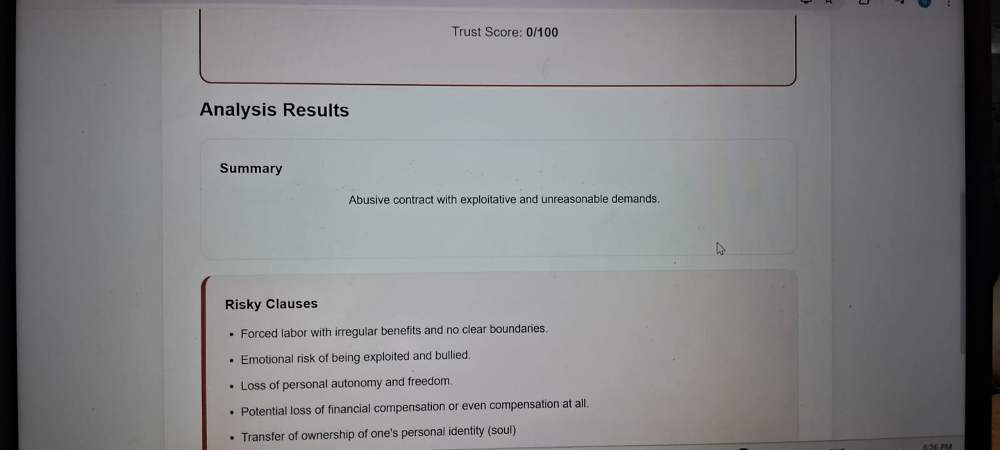 Trust Score: 0/100
Analysis Results
Summary
Abusive contract with exploitative and unreasonable demands.
Risky Clauses
• Forced labor with irregular benefits and no clear boundaries.
• Emotional risk of being exploited and bullied.
• Loss of personal autonomy and freedom.
• Potential loss of financial compensation or even compensation at all.
• Transfer of ownership of one's personal identity (soul)
6:26 PM